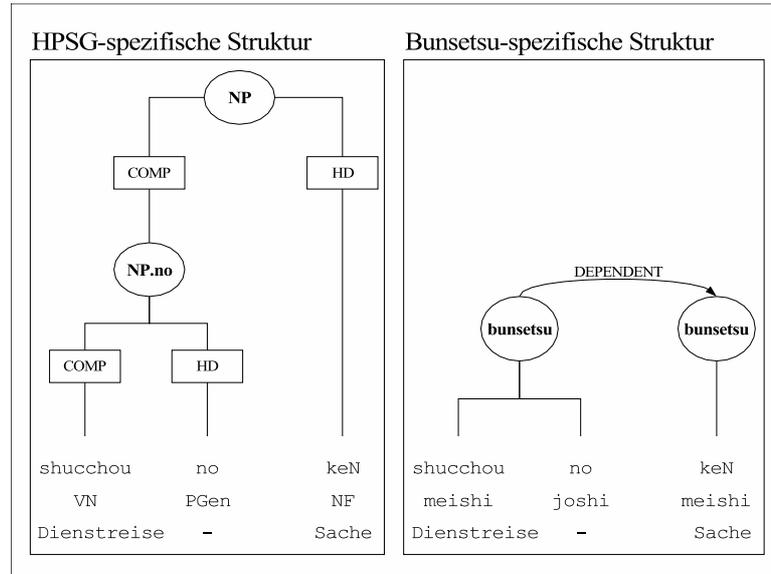 HPSG-spezifische Struktur
NP
COMP HD
NP.no
COMP HD
shucchou no keN
VN PGen NF
Dienstreise – Sache
Bunsetsu-spezifische Struktur
DEPENDENT
bunsetsu bunsetsu
shucchou no keN
meishi joshi meishi
Dienstreise – Sache